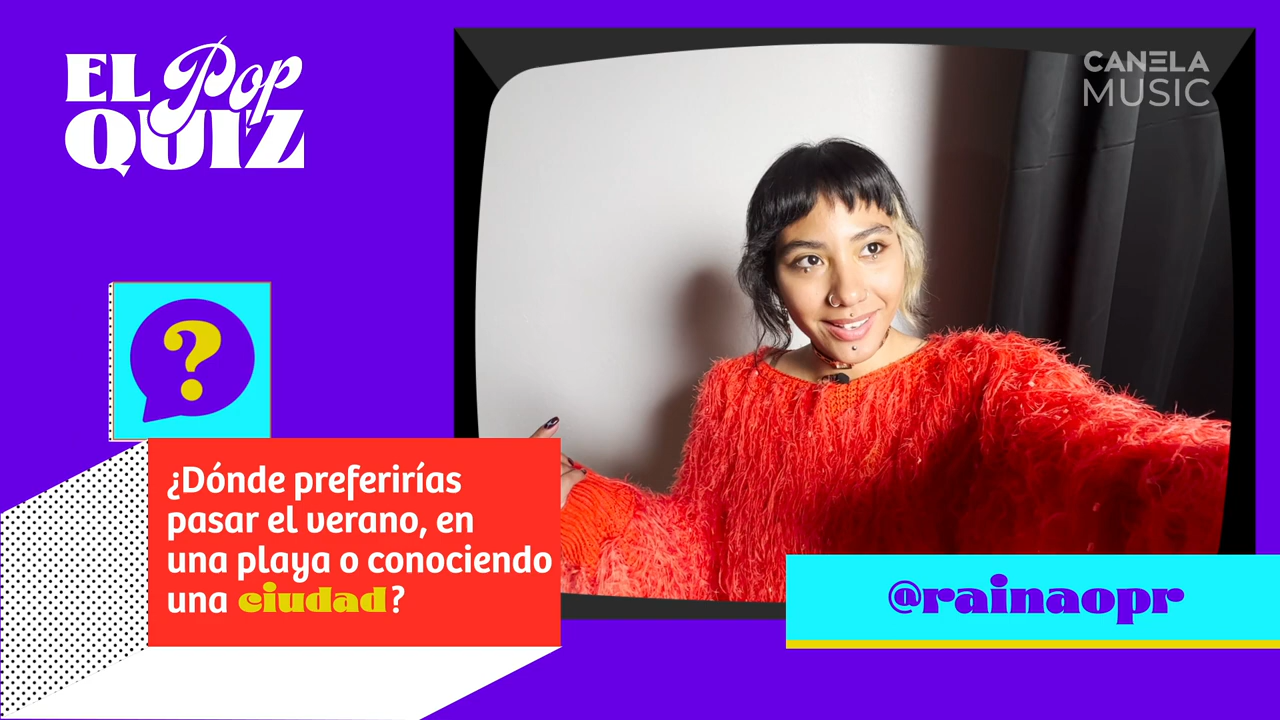 EL Pop
QUIZ
CANELA
MUSIC
?
¿Dónde preferirías
pasar el verano, en
una playa o conociendo
una ciudad?
@rainaopr